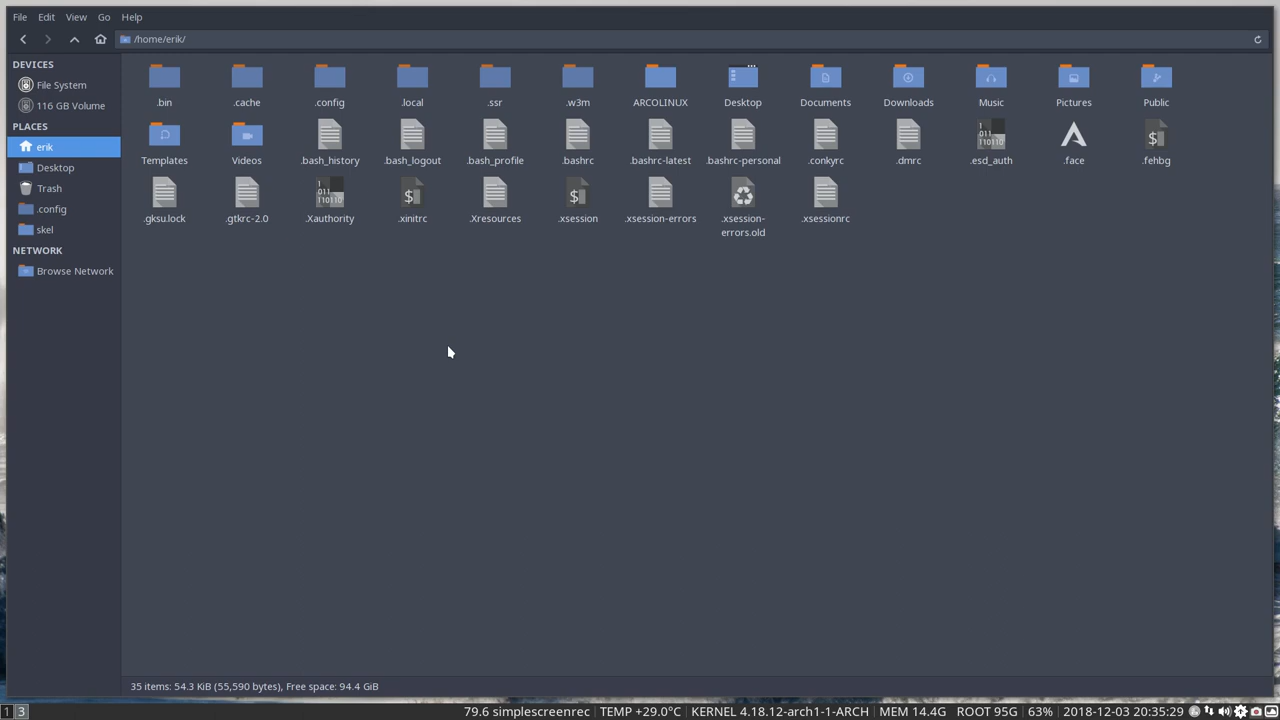 File Edit View Go Help
/home/erik/
DEVICES
File System
116 GB Volume
PLACES
erik
Desktop
Trash
.config
skel
NETWORK
Browse Network
.bin .cache .config .local .ssr .w3m ARCOLINUX Desktop Documents Downloads Music Pictures Public
Templates Videos .bash_history .bash_logout .bash_profile .bashrc .bashrc-latest .bashrc-personal .conkyrc .dmrc .esd_auth .face .fehbg
.gksu.lock .gtkrc-2.0 .Xauthority .xinitrc .Xresources .xsession .xsession-errors .xsession-errors.old .xsessionrc
35 items: 54.3 KiB (55,590 bytes), Free space: 94.4 GiB
1 3 79.6 simplescreenrec TEMP +29.0°C KERNEL 4.18.12-arch1-1-ARCH MEM 14.4G ROOT 95G 63% 2018-12-03 20:35:29